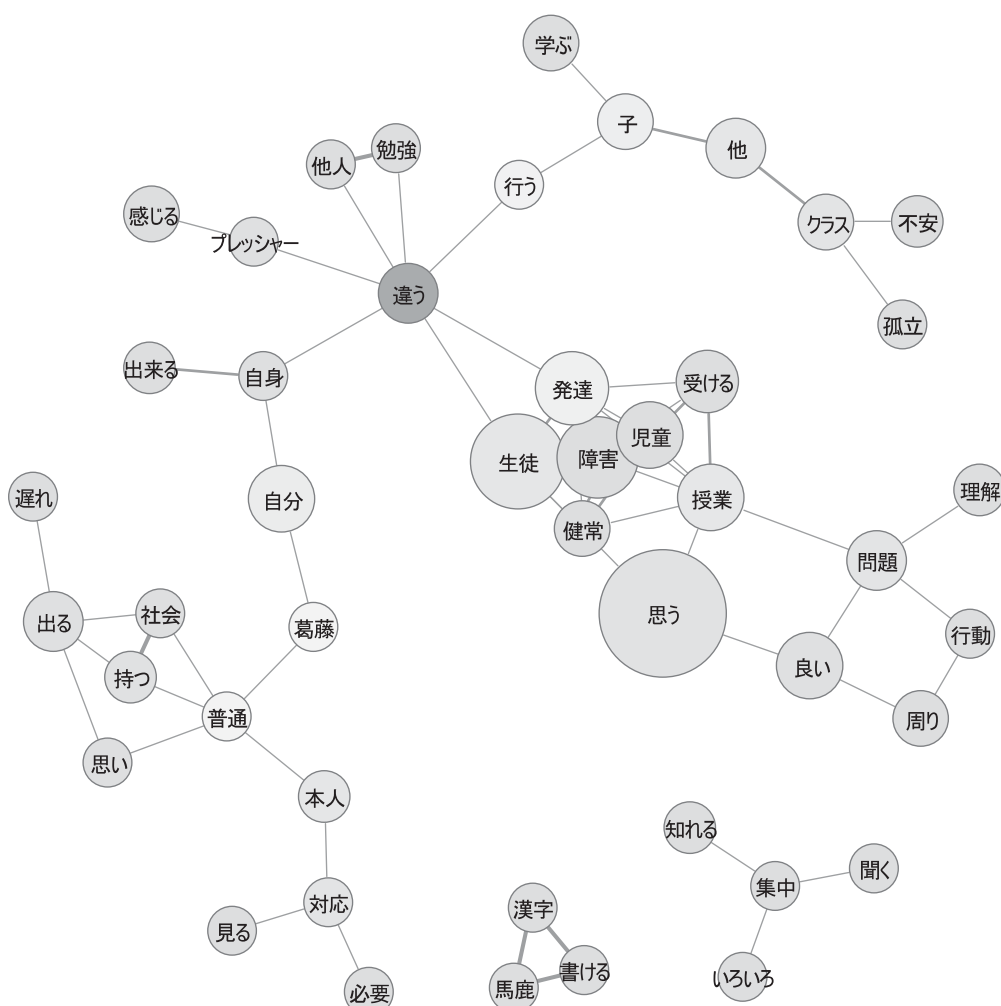 学ぶ
子
勉強
他人
他
行う
感じる
クラス
不安
プレッシャー
違う
孤立
出来る
自身
発達
受ける
児童
障害
生徒
遅れ
自分
授業
理解
健常
問題
社会
出る
思う
葛藤
行動
持つ
良い
普通
周り
思い
本人
知れる
聞く
集中
対応
漢字
見る
書ける
いろいろ
馬鹿
必要